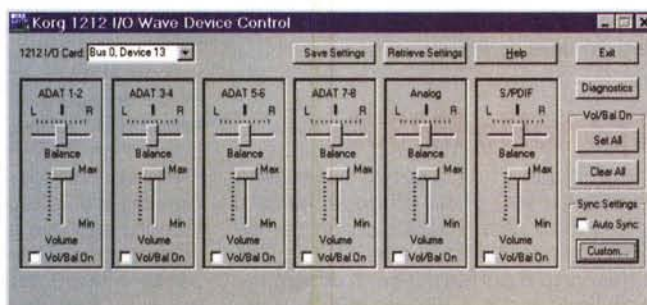 Korg 1212 I/O Wave Device Control
1212 I/O Card: Bus 0, Device 13
Save Settings
Retrieve Settings
Help
Exit
ADAT 1-2
L R
Balance
Max
Min
Volume
Vol/Bal On
ADAT 3-4
L R
Balance
Max
Min
Volume
Vol/Bal On
ADAT 5-6
L R
Balance
Max
Min
Volume
Vol/Bal On
ADAT 7-8
L R
Balance
Max
Min
Volume
Vol/Bal On
Analog
L R
Balance
Max
Min
Volume
Vol/Bal On
S/PDIF
L R
Balance
Max
Min
Volume
Vol/Bal On
Diagnostics
Vol/Bal On
Set All
Clear All
Sync Settings
Auto Sync
Custom...